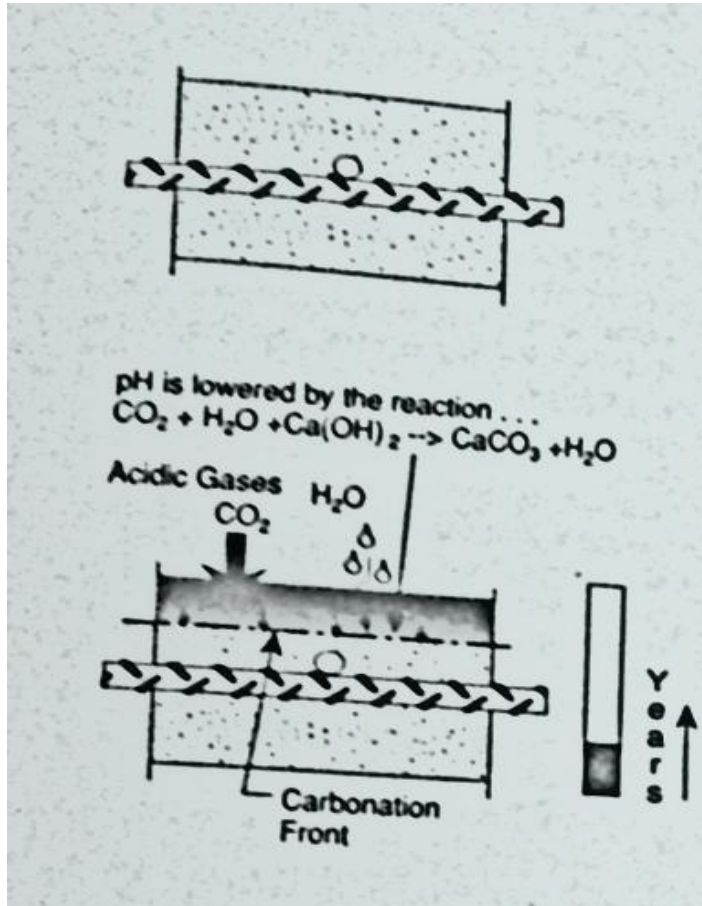 pH is lowered by the reaction . . .
CO₂ + H₂O +Ca(OH)₂ --> CaCO₃ +H₂O
Acidic Gases H₂O
CO₂
Years
Carbonation
Front